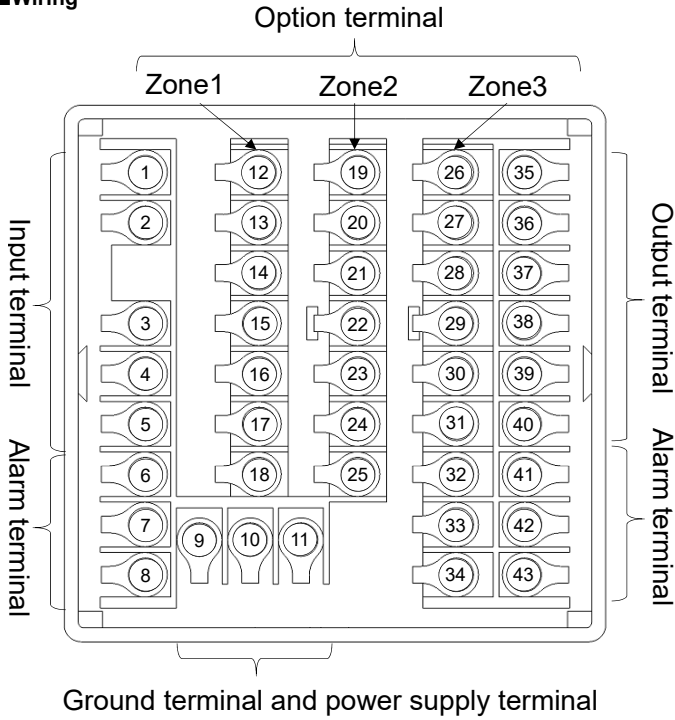 ■Wiring
Option terminal
Zone1 Zone2 Zone3
1 12 19 26 35
2 13 20 27 36
14 21 28 37
3 15 22 29 38
4 16 23 30 39
5 17 24 31 40
6 18 25 32 41
7 9 10 11 33 42
8 34 43
Input terminal
Alarm terminal
Output terminal
Alarm terminal
Ground terminal and power supply terminal